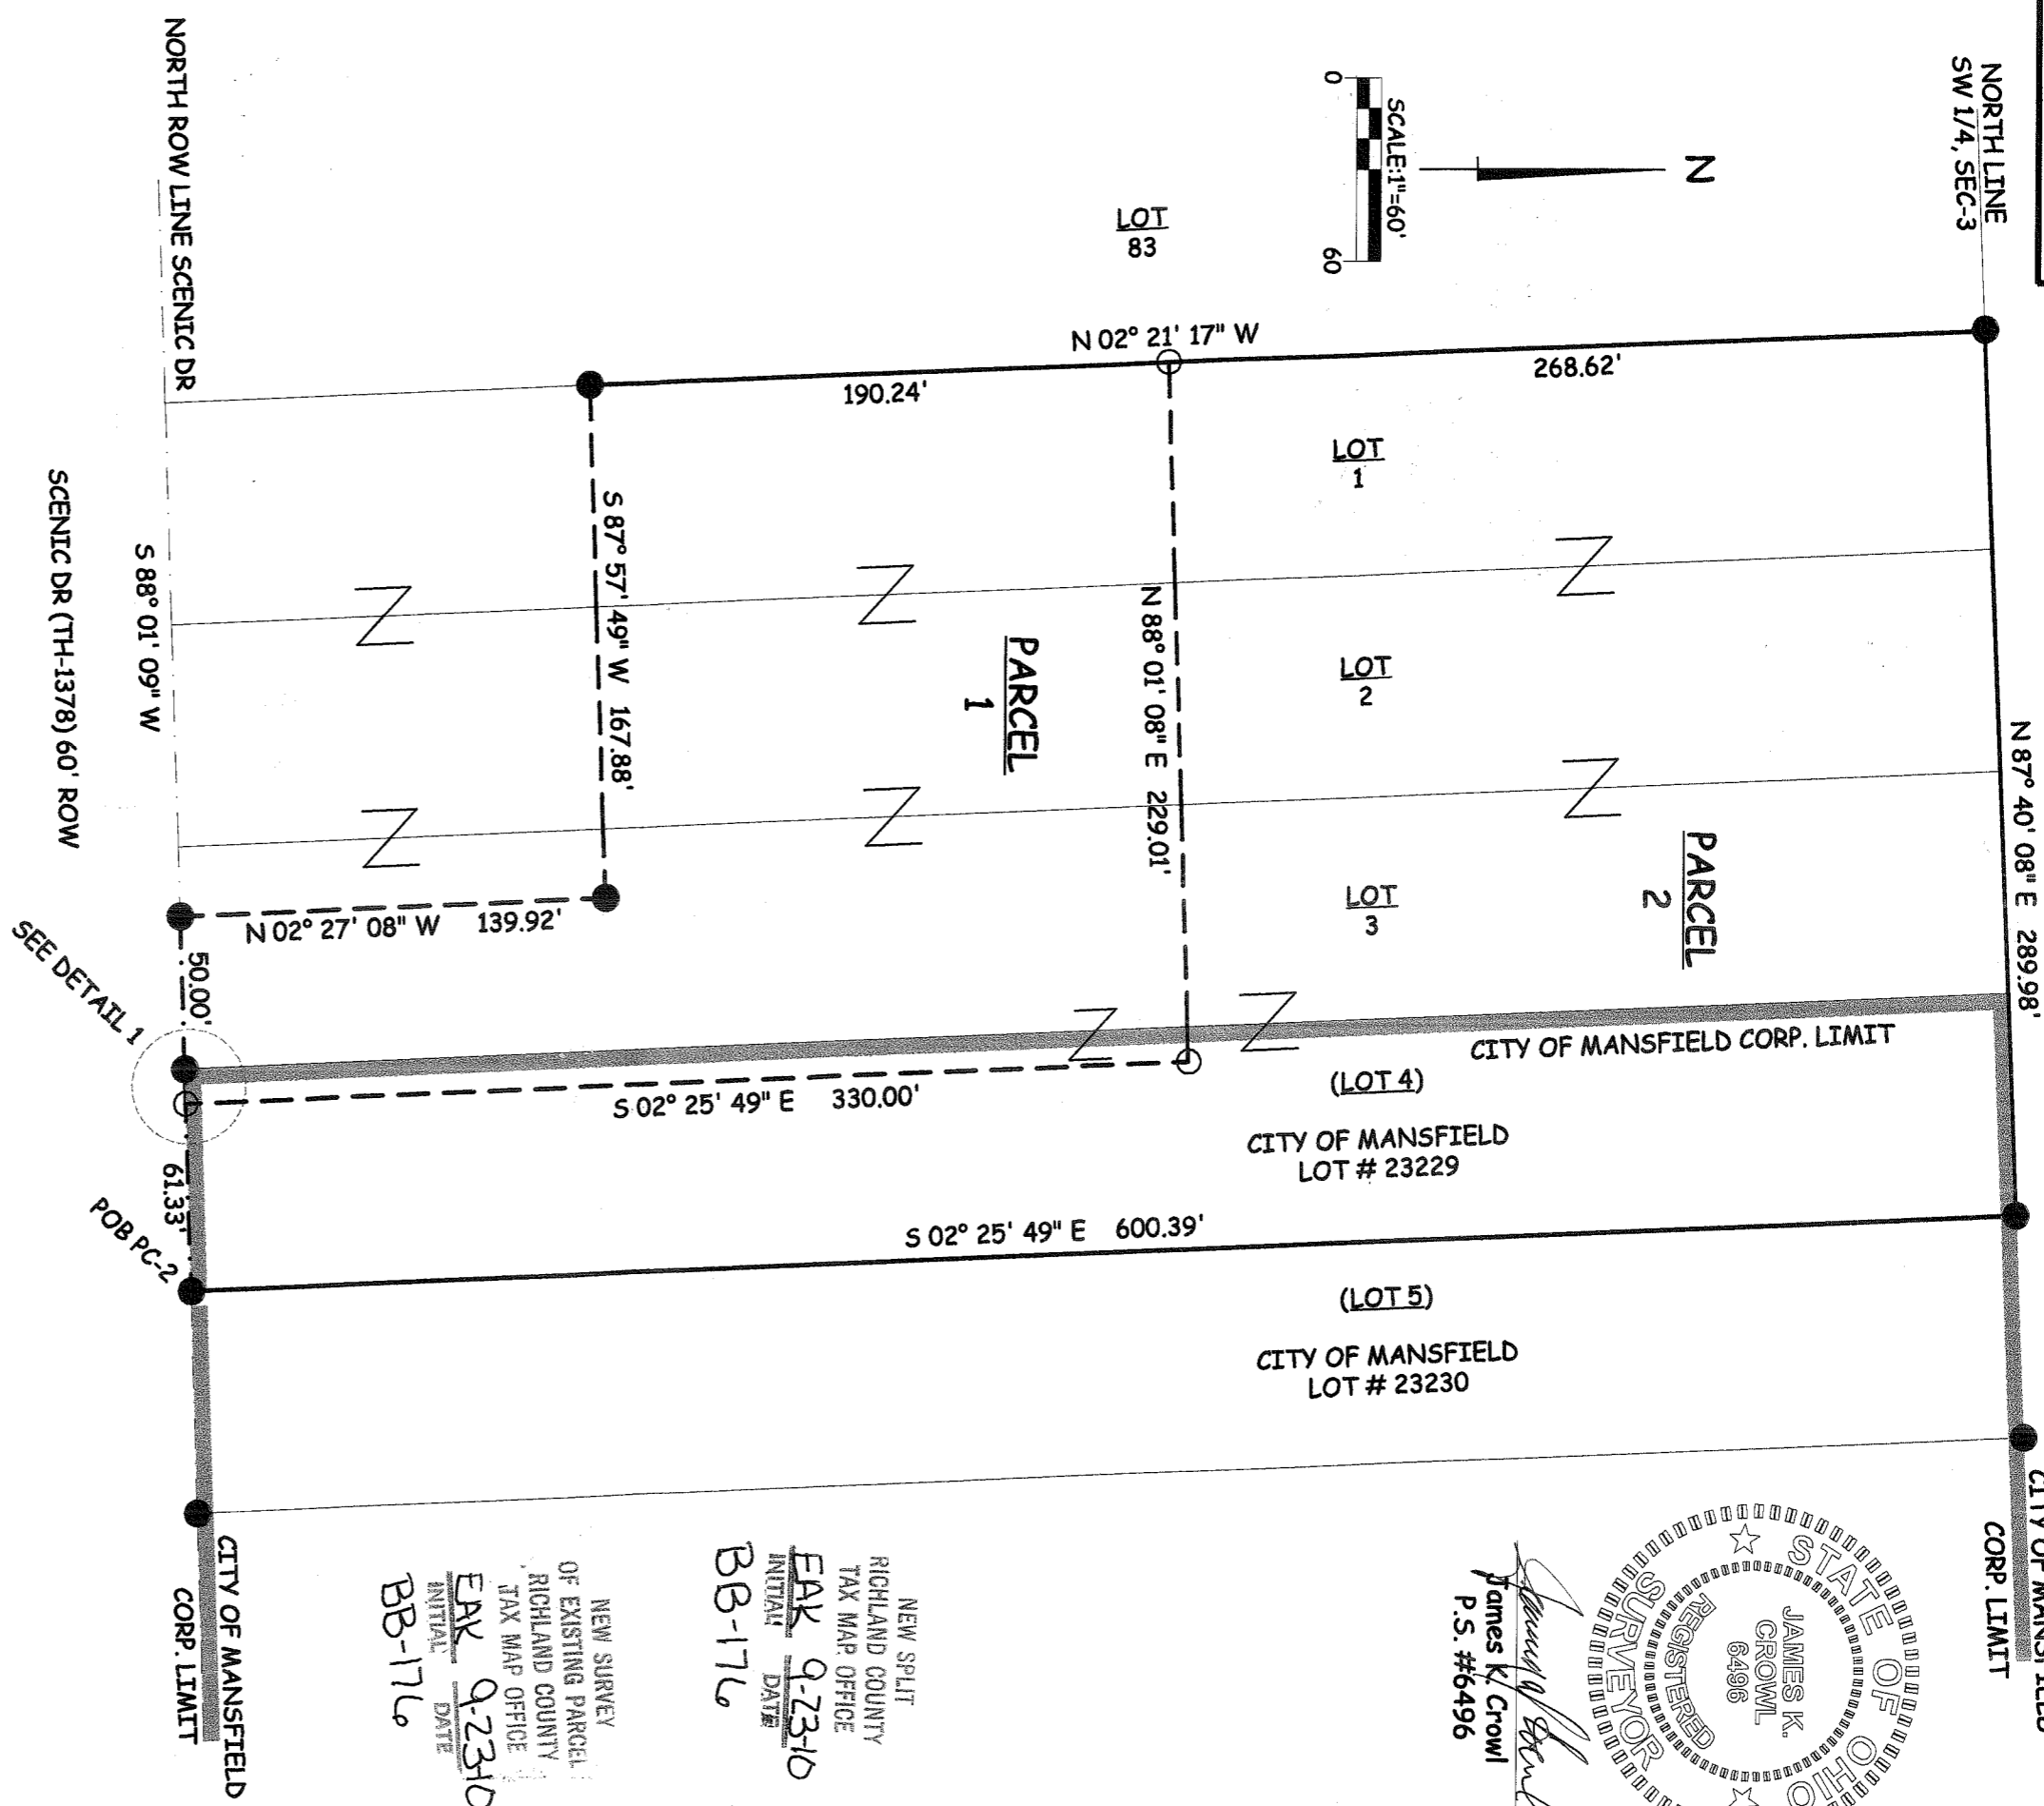 NORTH LINE
SW 1/4, SEC-3
N
SCALE:1"=60'
0
60
LOT
83
N 87° 40' 08" E 289.98'
N 02° 21' 17" W
268.62'
190.24'
LOT
1
LOT
2
LOT
3
PARCEL
2
N 88° 01' 08" E 229.01'
PARCEL
1
S 87° 57' 49" W 167.88'
N 02° 27' 08" W 139.92'
NORTH ROW LINE SCENIC DR
S 88° 01' 09" W
SCENIC DR (TH-1378) 60' ROW
50.00'
SEE DETAIL 1
61.33'
POB PC-2
CITY OF MANSFIELD CORP. LIMIT
S 02° 25' 49" E 330.00'
(LOT 4)
CITY OF MANSFIELD
LOT # 23229
S 02° 25' 49" E 600.39'
(LOT 5)
CITY OF MANSFIELD
LOT # 23230
CITY OF MANSFIELD
CORP. LIMIT
CITY OF MANSFIELD
CORP. LIMIT
STATE OF OHIO
JAMES K.
CROWL
6496
REGISTERED
SURVEYOR
James K. Crowl
P.S. #6496
NEW SPLIT
RICHLAND COUNTY
TAX MAP OFFICE
EAK 9-23-10
INITIAL DATE
BB-176
NEW SURVEY
OF EXISTING PARCEL
RICHLAND COUNTY
TAX MAP OFFICE
EAK 9-23-10
INITIAL DATE
BB-176